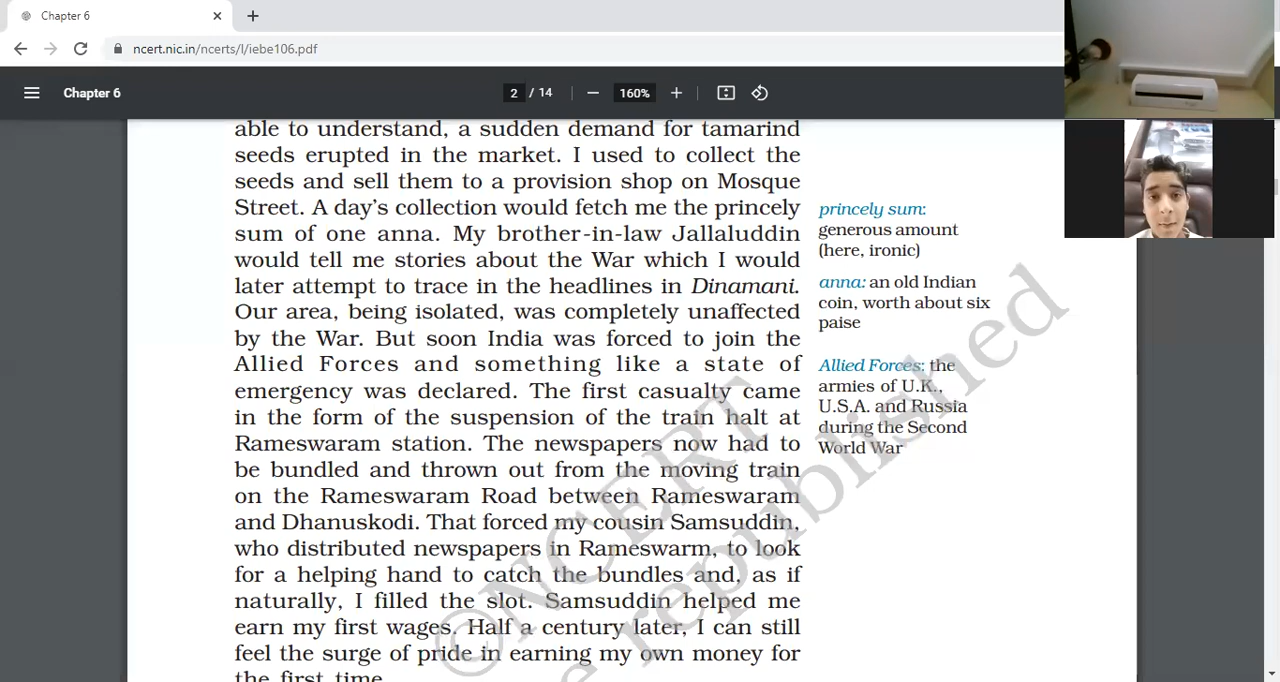 Chapter 6
ncert.nic.in/ncerts/l/iebe106.pdf
Chapter 6
2 / 14
160%
able to understand, a sudden demand for tamarind
seeds erupted in the market. I used to collect the
seeds and sell them to a provision shop on Mosque
Street. A day's collection would fetch me the princely
sum of one anna. My brother-in-law Jallaluddin
would tell me stories about the War which I would
later attempt to trace in the headlines in Dinamani.
Our area, being isolated, was completely unaffected
by the War. But soon India was forced to join the
Allied Forces and something like a state of
emergency was declared. The first casualty came
in the form of the suspension of the train halt at
Rameswaram station. The newspapers now had to
be bundled and thrown out from the moving train
on the Rameswaram Road between Rameswaram
and Dhanuskodi. That forced my cousin Samsuddin,
who distributed newspapers in Rameswarm, to look
for a helping hand to catch the bundles and, as if
naturally, I filled the slot. Samsuddin helped me
earn my first wages. Half a century later, I can still
feel the surge of pride in earning my own money for
the first time.
princely sum:
generous amount
(here, ironic)
anna: an old Indian
coin, worth about six
paise
Allied Forces: the
armies of U.K.,
U.S.A. and Russia
during the Second
World War
©NCERT
be republished